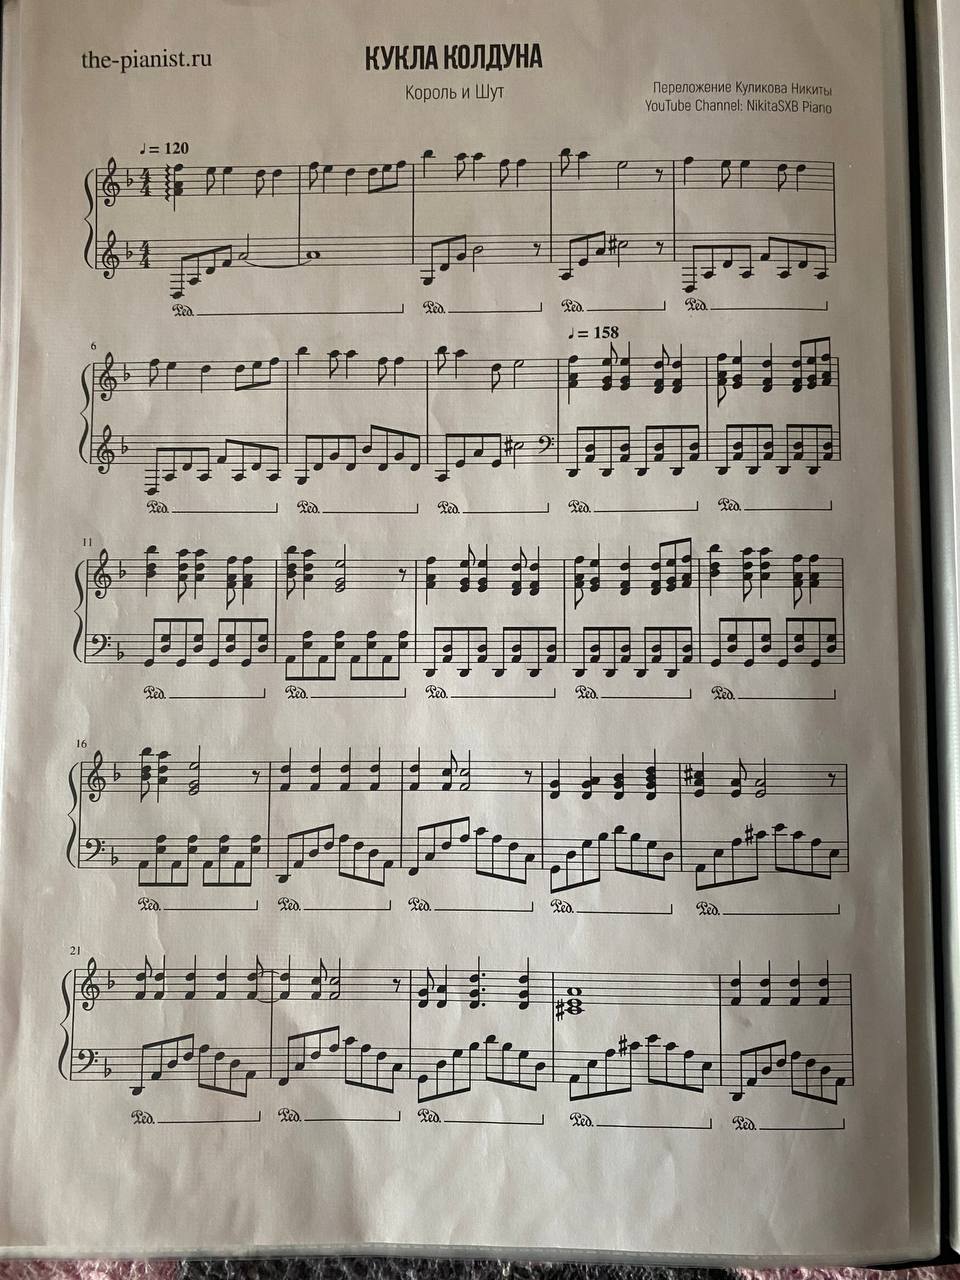 the-pianist.ru
КУКЛА КОЛДУНА
Король и Шут
Переложение Куликова Никиты
YouTube Channel: NikitaSXB Piano
♩= 120
4 4
4 4
Ped. Ped. Ped. Ped.
6
♩= 158
Ped. Ped. Ped. Ped. Ped.
11
Ped. Ped. Ped. Ped. Ped.
16
Ped. Ped. Ped. Ped. Ped.
21
Ped. Ped. Ped. Ped. Ped.